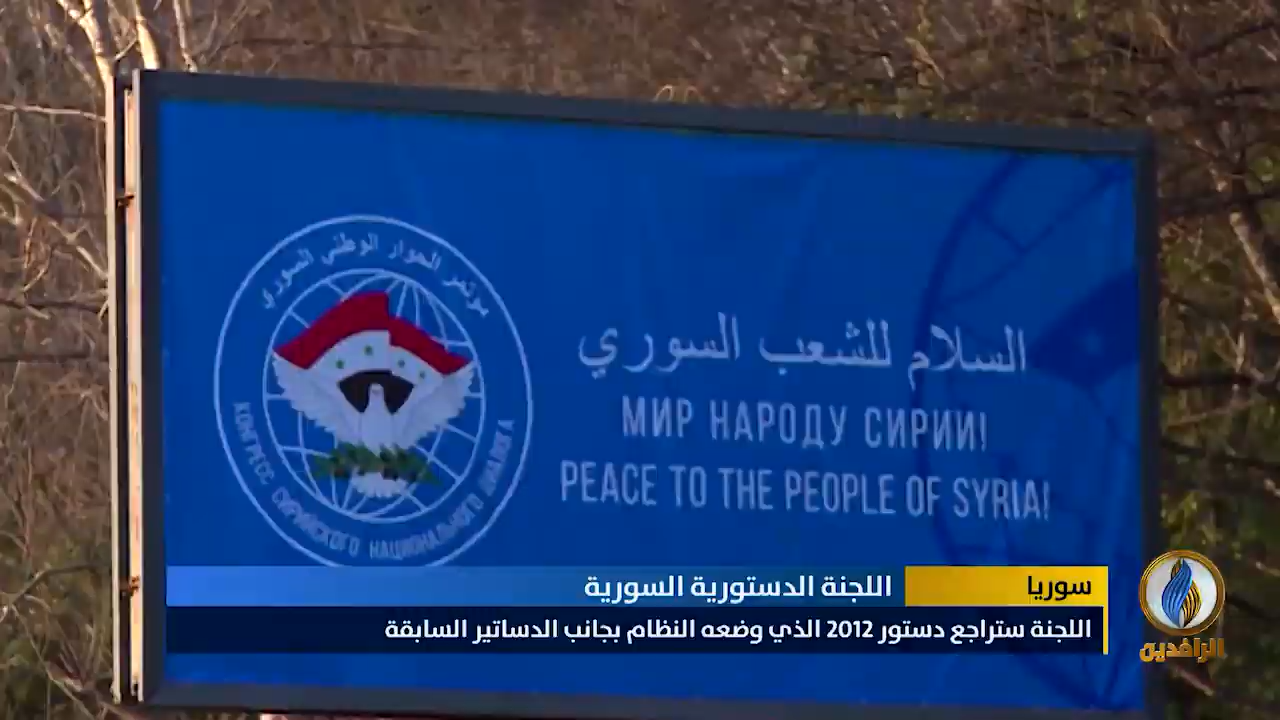 مؤتمر الحوار الوطني السوري
КОНГРЕСС СИРИЙСКОГО НАЦИОНАЛЬНОГО ДИАЛОГА
السلام للشعب السوري
МИР НАРОДУ СИРИИ!
PEACE TO THE PEOPLE OF SYRIA!
سوريا
اللجنة الدستورية السورية
اللجنة ستراجع دستور 2012 الذي وضعه النظام بجانب الدساتير السابقة
الرافدين